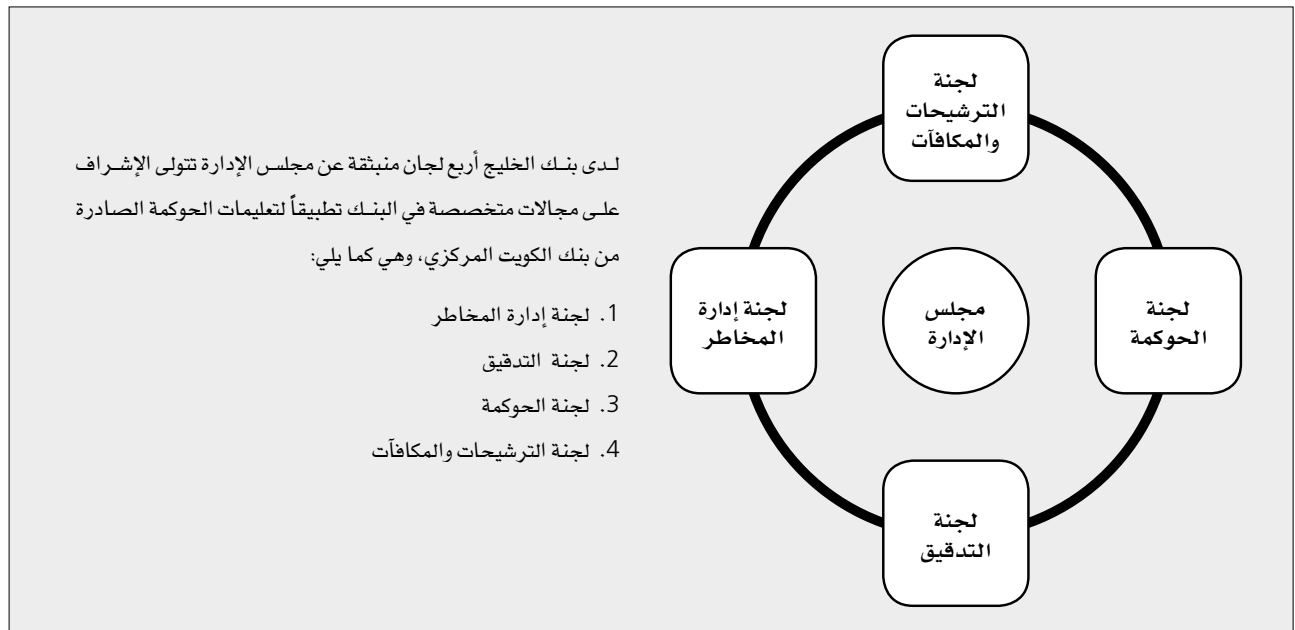 لدى بنك الخليج أربع لجان منبثقة عن مجلس الإدارة تتولى الإشراف
على مجالات متخصصة في البنك تطبيقاً لتعليمات الحوكمة الصادرة
من بنك الكويت المركزي، وهي كما يلي:
1. لجنة إدارة المخاطر
2. لجنة التدقيق
3. لجنة الحوكمة
4. لجنة الترشيحات والمكافآت
لجنة
الترشيحات
والمكافآت
لجنة
الحوكمة
مجلس
الإدارة
لجنة إدارة
المخاطر
لجنة
التدقيق